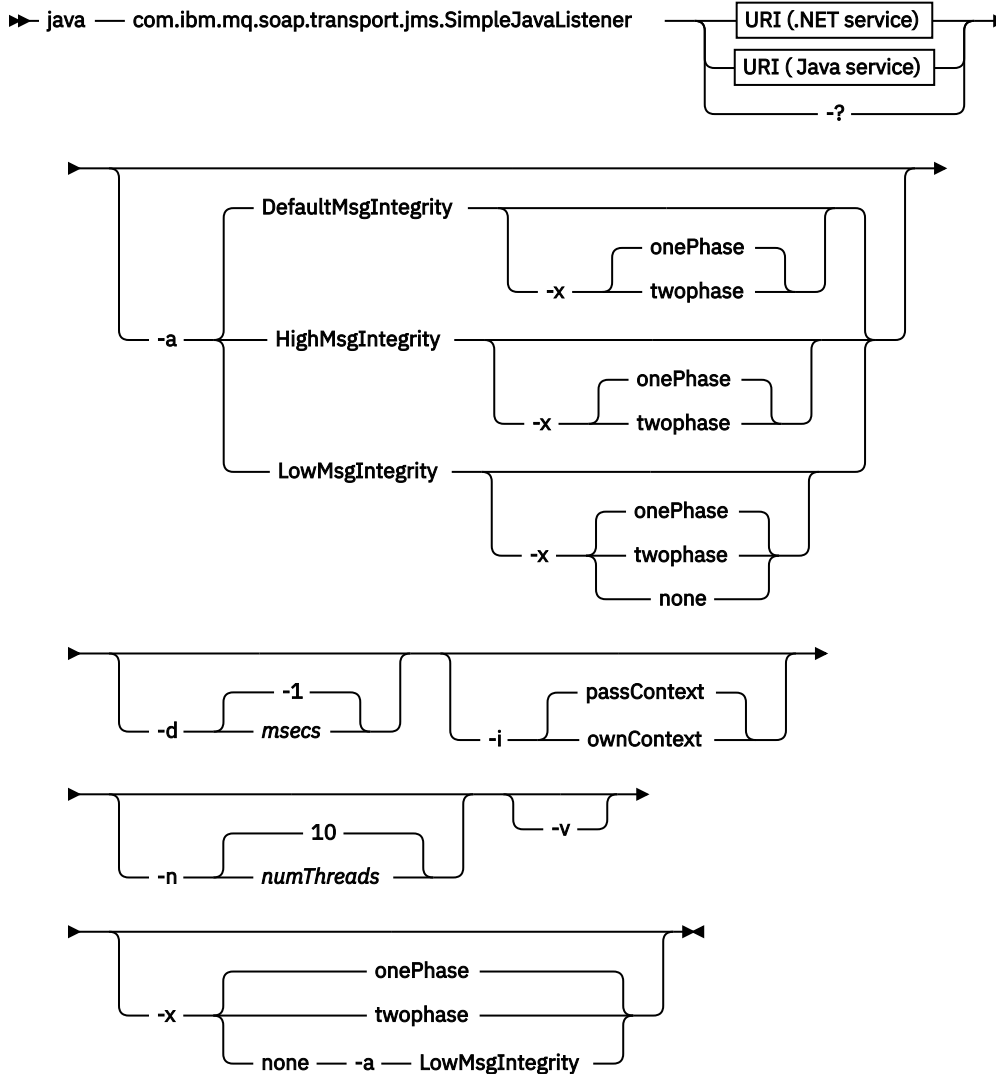 java com.ibm.mq.soap.transport.jms.SimpleJavaListener URI (.NET service)
URI ( Java service)
-?
DefaultMsgIntegrity
onePhase
-x twophase
-a HighMsgIntegrity
onePhase
-x twophase
LowMsgIntegrity
onePhase
-x twophase
none
-1 passContext
-d msecs
-i ownContext
10
-v
-n numThreads
onePhase
-x twophase
none -a LowMsgIntegrity